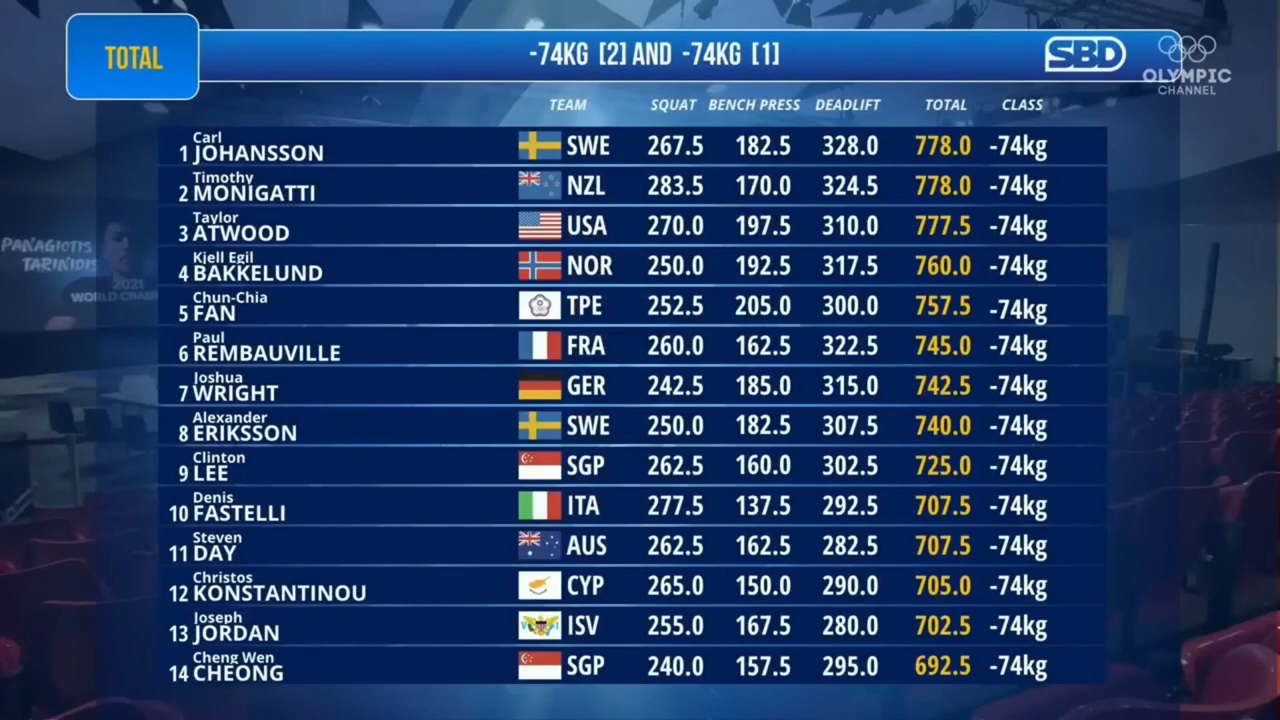 TOTAL
-74KG [2] AND -74KG [1]
SBD
OLYMPIC
CHANNEL
TEAM SQUAT BENCH PRESS DEADLIFT TOTAL CLASS
Carl
1 JOHANSSON SWE 267.5 182.5 328.0 778.0 -74kg
Timothy
2 MONIGATTI NZL 283.5 170.0 324.5 778.0 -74kg
Taylor
3 ATWOOD USA 270.0 197.5 310.0 777.5 -74kg
Kjell Egil
4 BAKKELUND NOR 250.0 192.5 317.5 760.0 -74kg
Chun-Chia
5 FAN TPE 252.5 205.0 300.0 757.5 -74kg
Paul
6 REMBAUVILLE FRA 260.0 162.5 322.5 745.0 -74kg
Joshua
7 WRIGHT GER 242.5 185.0 315.0 742.5 -74kg
Alexander
8 ERIKSSON SWE 250.0 182.5 307.5 740.0 -74kg
Clinton
9 LEE SGP 262.5 160.0 302.5 725.0 -74kg
Denis
10 FASTELLI ITA 277.5 137.5 292.5 707.5 -74kg
Steven
11 DAY AUS 262.5 162.5 282.5 707.5 -74kg
Christos
12 KONSTANTINOU CYP 265.0 150.0 290.0 705.0 -74kg
Joseph
13 JORDAN ISV 255.0 167.5 280.0 702.5 -74kg
Cheng Wen
14 CHEONG SGP 240.0 157.5 295.0 692.5 -74kg
PANAGIOTIS
TARINIDIS
2021
WORLD CHAM